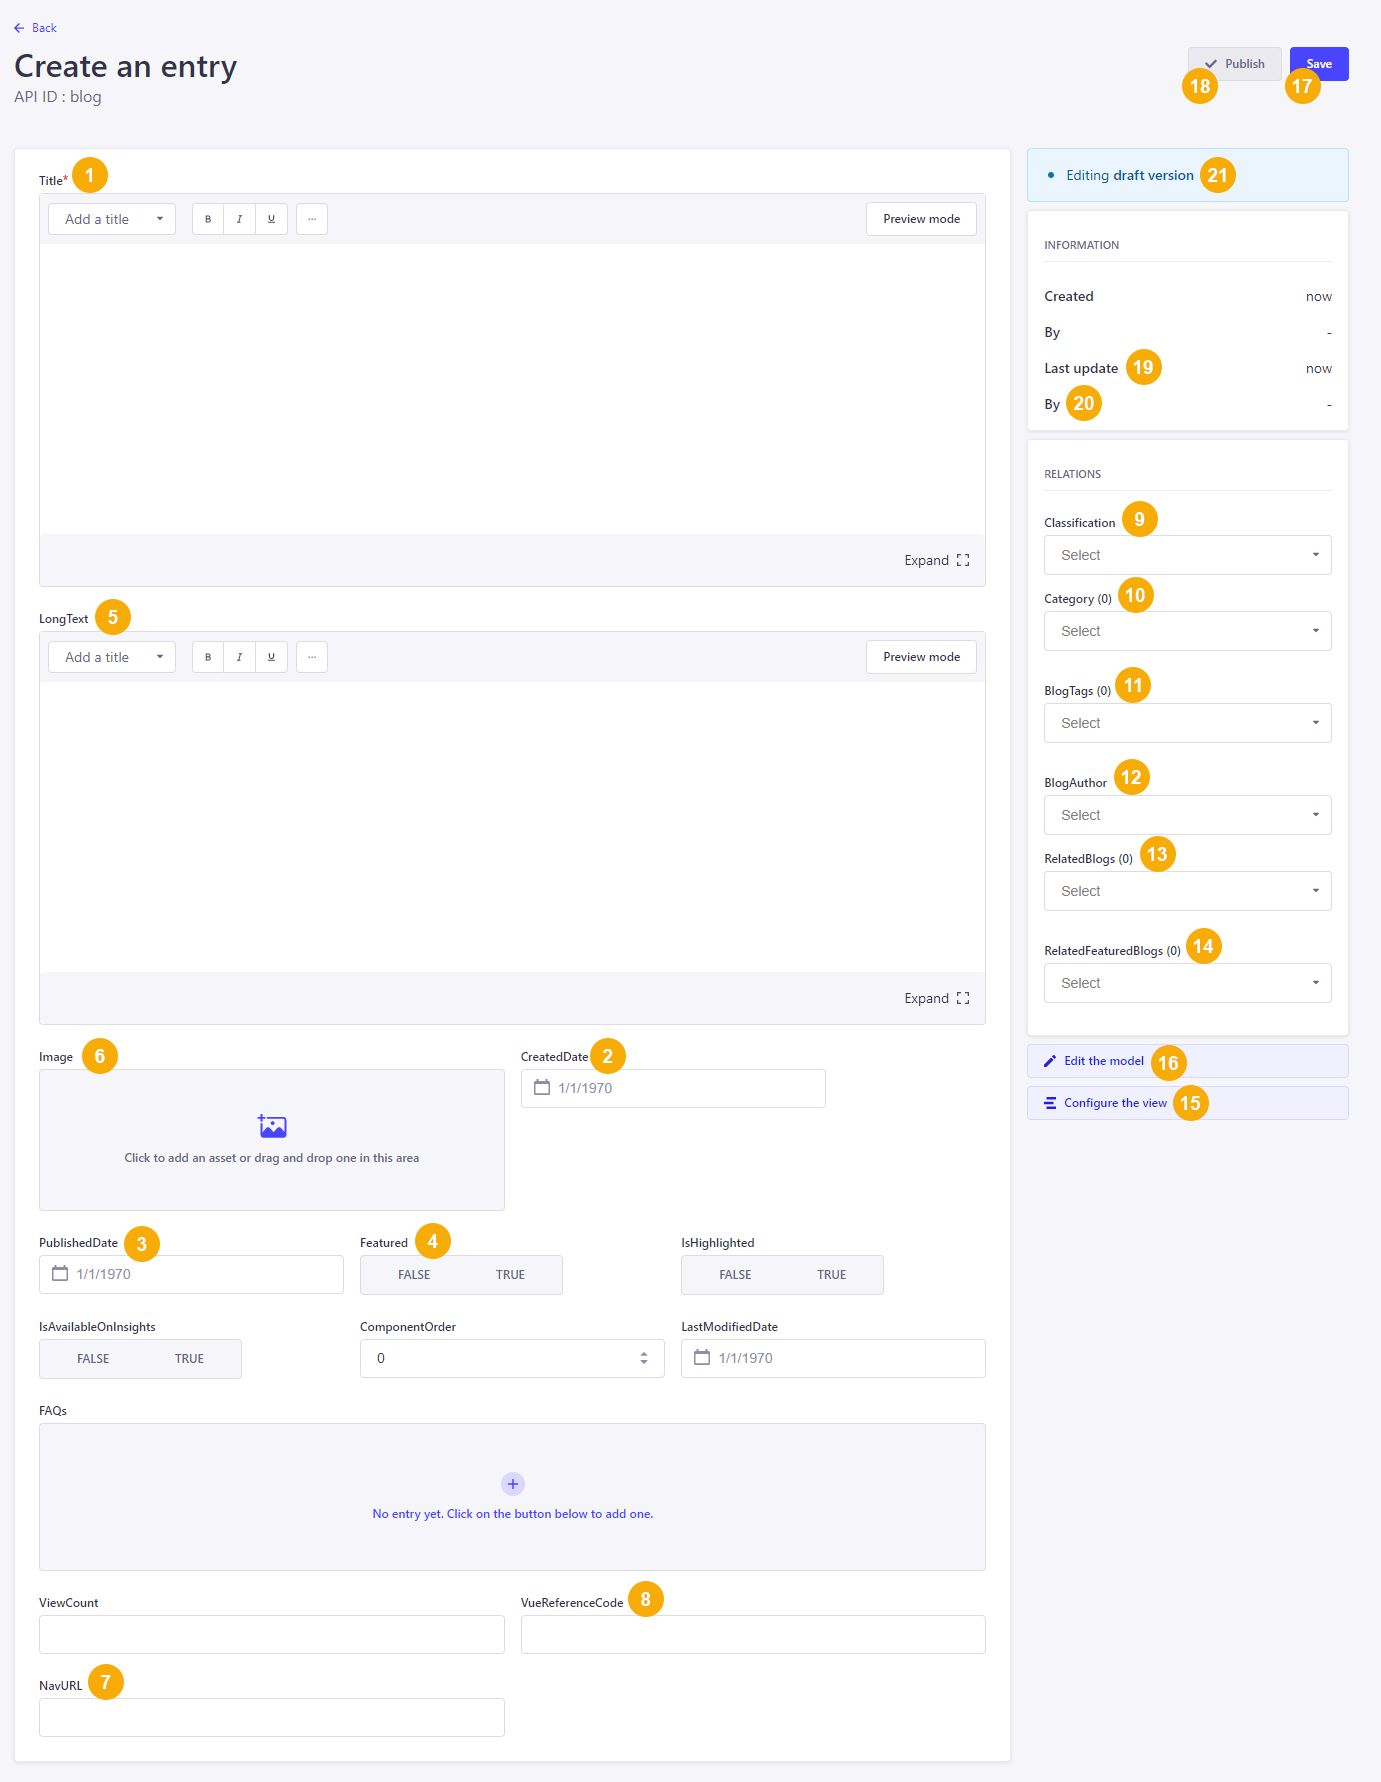 Back
Create an entry
API ID : blog
Publish
18
Save
17
Title* 1
Add a title B I U ... Preview mode
Expand
LongText 5
Add a title B I U ... Preview mode
Expand
Image 6
Click to add an asset or drag and drop one in this area
CreatedDate 2
1/1/1970
PublishedDate 3
1/1/1970
Featured 4
FALSE TRUE
IsHighlighted
FALSE TRUE
IsAvailableOnInsights
FALSE TRUE
ComponentOrder
0
LastModifiedDate
1/1/1970
FAQs
No entry yet. Click on the button below to add one.
ViewCount
VueReferenceCode 8
NavURL 7
Editing draft version 21
INFORMATION
Created now
By -
Last update 19 now
By 20 -
RELATIONS
Classification 9
Select
Category (0) 10
Select
BlogTags (0) 11
Select
BlogAuthor 12
Select
RelatedBlogs (0) 13
Select
RelatedFeaturedBlogs (0) 14
Select
Edit the model 16
Configure the view 15